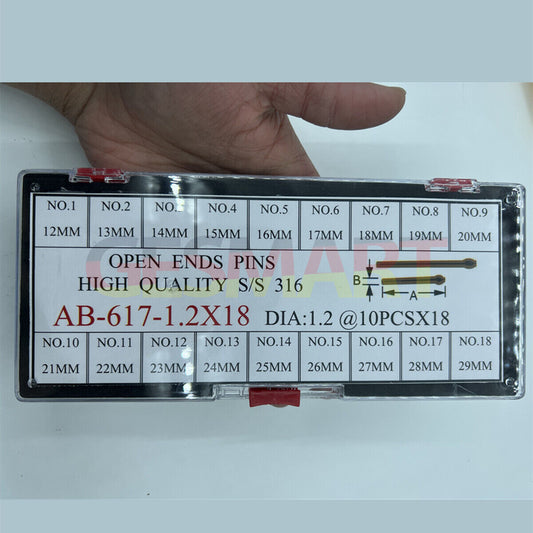 NO.1 NO.2 NO.3 NO.4 NO.5 NO.6 NO.7 NO.8 NO.9
12MM 13MM 14MM 15MM 16MM 17MM 18MM 19MM 20MM
GESMART
OPEN ENDS PINS
HIGH QUALITY S/S 316
B
A
AB-617-1.2X18 DIA:1.2 @10PCSX18
NO.10 NO.11 NO.12 NO.13 NO.14 NO.15 NO.16 NO.17 NO.18
21MM 22MM 23MM 24MM 25MM 26MM 27MM 28MM 29MM